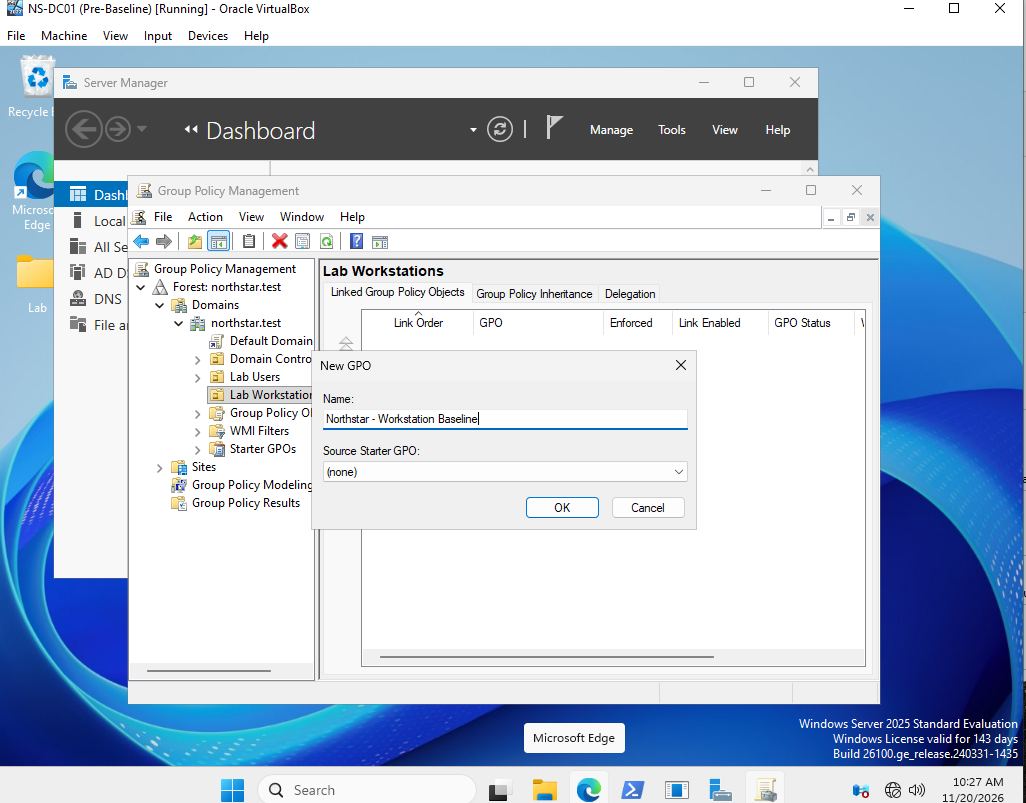 NS-DC01 (Pre-Baseline) [Running] - Oracle VirtualBox
File Machine View Input Devices Help
Recycle
Microso
Edge
Lab
Server Manager
Dashboard
Manage Tools View Help
Dashb
Local
All Se
AD D
DNS
File a
Group Policy Management
File Action View Window Help
Group Policy Management
Forest: northstar.test
Domains
northstar.test
Default Domain
Domain Contro
Lab Users
Lab Workstation
Group Policy Ob
WMI Filters
Starter GPOs
Sites
Group Policy Modeling
Group Policy Results
Lab Workstations
Linked Group Policy Objects Group Policy Inheritance Delegation
Link Order GPO Enforced Link Enabled GPO Status
New GPO
Name:
Northstar - Workstation Baseline
Source Starter GPO:
(none)
OK Cancel
Microsoft Edge
Windows Server 2025 Standard Evaluation
Windows License valid for 143 days
Build 26100.ge_release.240331-1435
Search
10:27 AM
11/20/2026